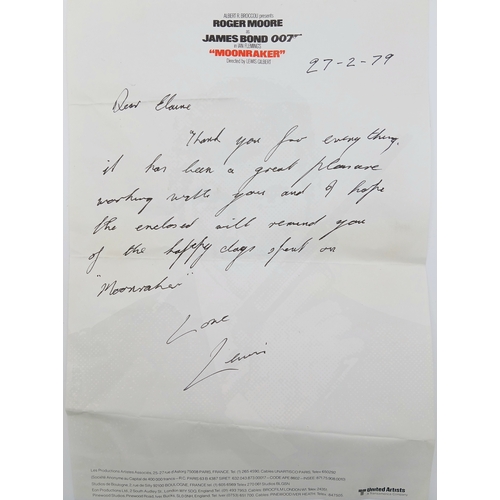 ALBERT R. BROCCOLI presents
ROGER MOORE
as
JAMES BOND 007
in IAN FLEMING'S
"MOONRAKER"
Directed by LEWIS GILBERT
27-2-79
Dear Elaine
Thank you for everything,
it has been a great pleasure
working with you and I hope
the enclosed will remind you
of the happy days spent on
"Moonraker"
Love
Lewis
United Artists